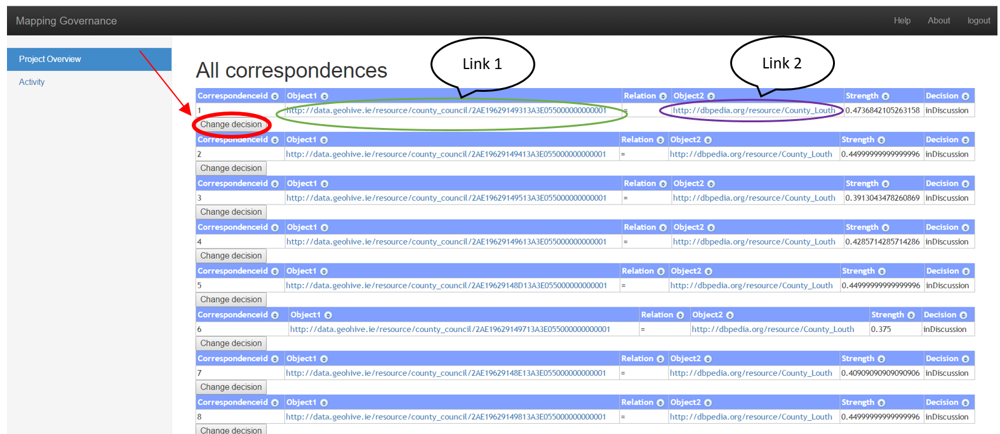 Mapping Governance Help About logout
Project Overview
Activity
Link 1
Link 2
All correspondences
Correspondenceid Object1 Relation Object2 Strength Decision
1 http://data.geohive.ie/resource/county_council/2AE19629149313A3E055000000000001 = http://dbpedia.org/resource/County_Louth 0.4736842105263158 inDiscussion
Change decision
Correspondenceid Object1 Relation Object2 Strength Decision
2 http://data.geohive.ie/resource/county_council/2AE19629149413A3E055000000000001 = http://dbpedia.org/resource/County_Louth 0.44999999999999996 inDiscussion
Change decision
Correspondenceid Object1 Relation Object2 Strength Decision
3 http://data.geohive.ie/resource/county_council/2AE19629149513A3E055000000000001 = http://dbpedia.org/resource/County_Louth 0.3913043478260869 inDiscussion
Change decision
Correspondenceid Object1 Relation Object2 Strength Decision
4 http://data.geohive.ie/resource/county_council/2AE19629149613A3E055000000000001 = http://dbpedia.org/resource/County_Louth 0.4285714285714286 inDiscussion
Change decision
Correspondenceid Object1 Relation Object2 Strength Decision
5 http://data.geohive.ie/resource/county_council/2AE19629148D13A3E055000000000001 = http://dbpedia.org/resource/County_Louth 0.44999999999999996 inDiscussion
Change decision
Correspondenceid Object1 Relation Object2 Strength Decision
6 http://data.geohive.ie/resource/county_council/2AE19629149713A3E055000000000001 = http://dbpedia.org/resource/County_Louth 0.375 inDiscussion
Change decision
Correspondenceid Object1 Relation Object2 Strength Decision
7 http://data.geohive.ie/resource/county_council/2AE19629148E13A3E055000000000001 = http://dbpedia.org/resource/County_Louth 0.40909090909090906 inDiscussion
Change decision
Correspondenceid Object1 Relation Object2 Strength Decision
8 http://data.geohive.ie/resource/county_council/2AE19629149813A3E055000000000001 = http://dbpedia.org/resource/County_Louth 0.44999999999999996 inDiscussion
Change decision